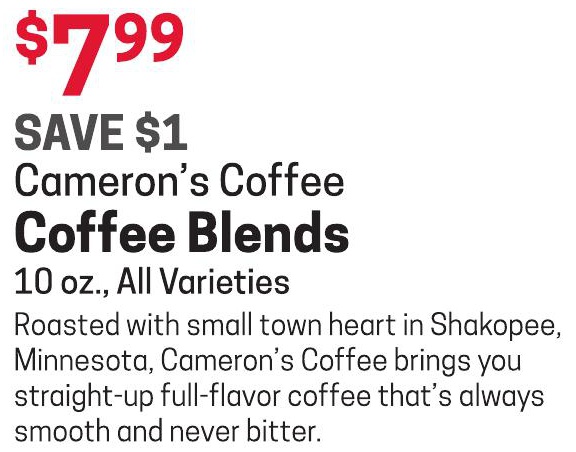 $7.99
SAVE $1
Cameron's Coffee
Coffee Blends
10 oz., All Varieties
Roasted with small town heart in Shakopee,
Minnesota, Cameron's Coffee brings you
straight-up full-flavor coffee that's always
smooth and never bitter.